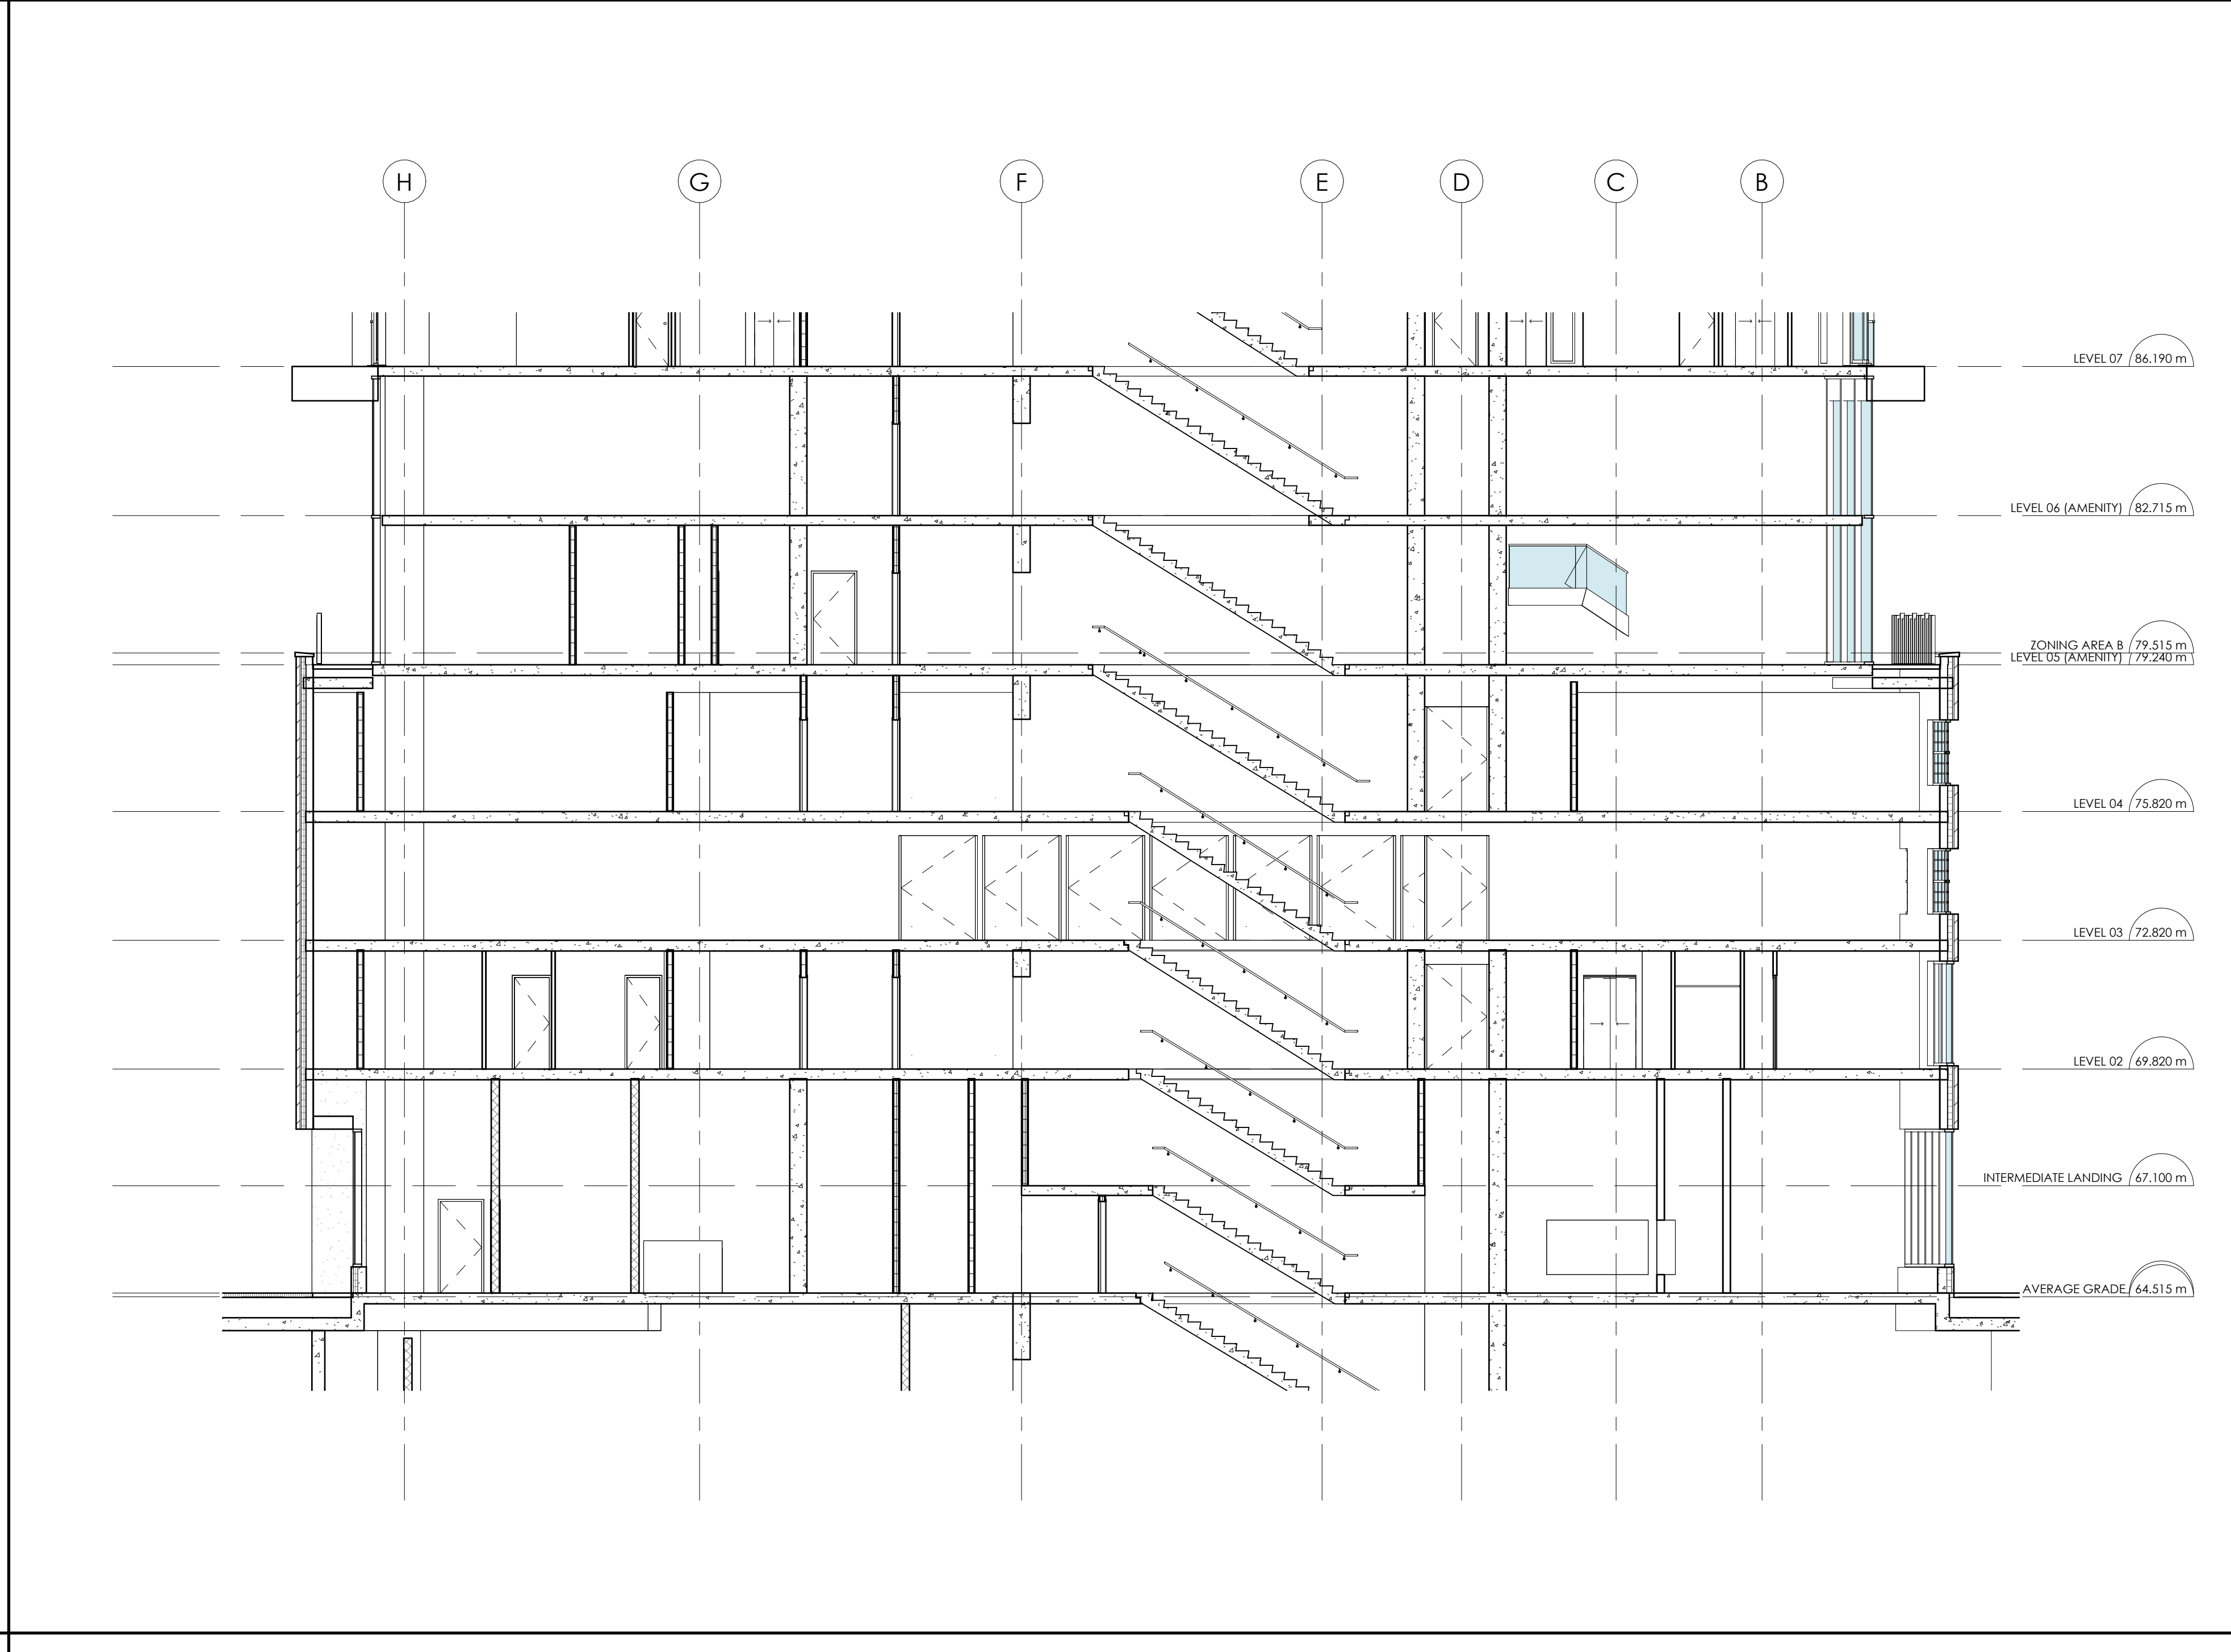 H G F E D C B
LEVEL 07 86.190 m
LEVEL 06 (AMENITY) 82.715 m
ZONING AREA B 79.515 m
LEVEL 05 (AMENITY) 79.240 m
LEVEL 04 75.820 m
LEVEL 03 72.820 m
LEVEL 02 69.820 m
INTERMEDIATE LANDING 67.100 m
AVERAGE GRADE 64.515 m